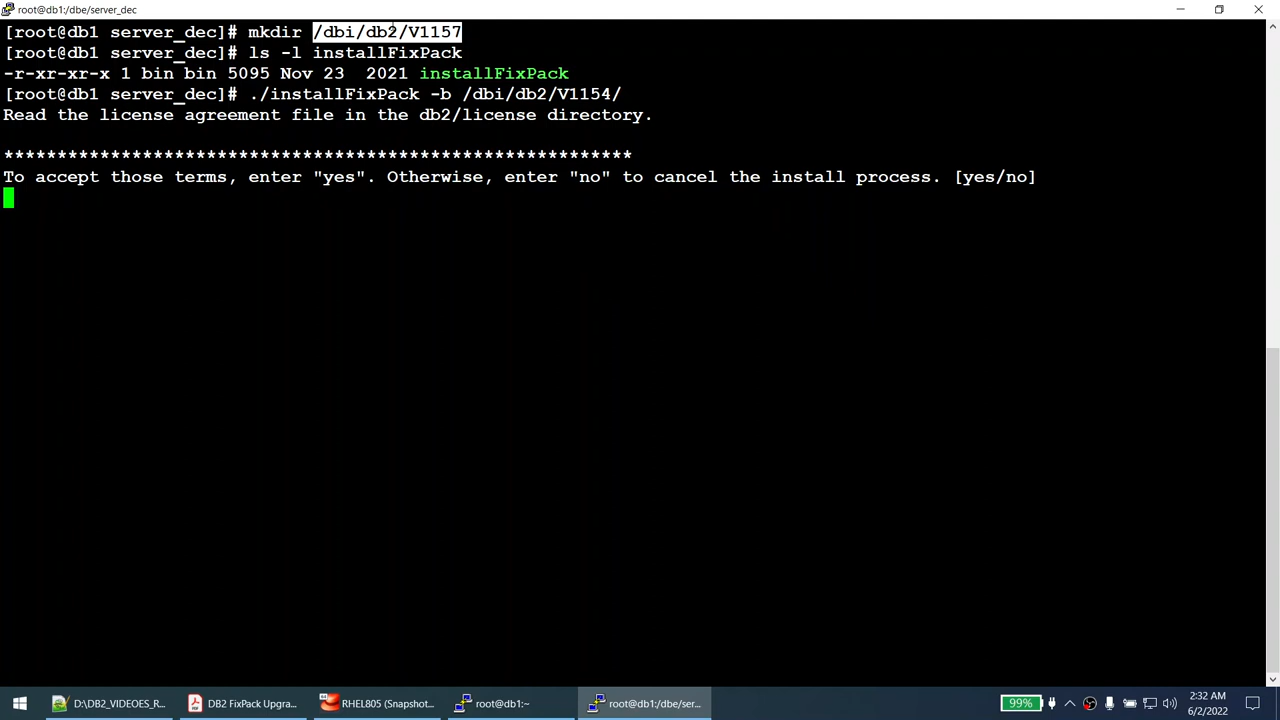 root@db1:/dbe/server_dec
[root@db1 server_dec]# mkdir /dbi/db2/V1157
[root@db1 server_dec]# ls -l installFixPack
-r-xr-xr-x 1 bin bin 5095 Nov 23  2021 installFixPack
[root@db1 server_dec]# ./installFixPack -b /dbi/db2/V1154/
Read the license agreement file in the db2/license directory.
***********************************************************
To accept those terms, enter "yes". Otherwise, enter "no" to cancel the install process. [yes/no]
D:\DB2_VIDEOES_R...
DB2 FixPack Upgra...
RHEL805 (Snapshot...
root@db1:~
root@db1:/dbe/ser...
99%
2:32 AM
6/2/2022